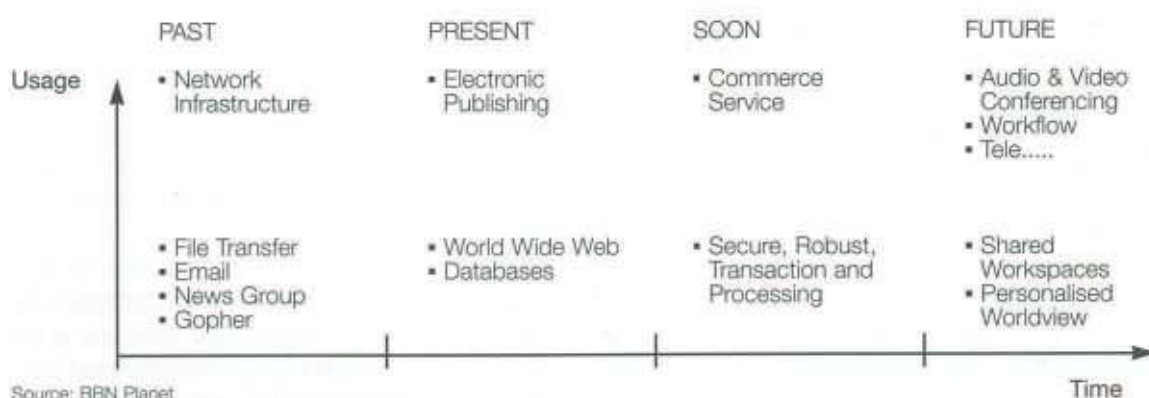 PAST
PRESENT
SOON
FUTURE
Usage
▪ Network
Infrastructure
▪ Electronic
Publishing
▪ Commerce
Service
▪ Audio & Video
Conferencing
▪ Workflow
▪ Tele.....
▪ File Transfer
▪ Email
▪ News Group
▪ Gopher
▪ World Wide Web
▪ Databases
▪ Secure, Robust,
Transaction and
Processing
▪ Shared
Workspaces
▪ Personalised
Worldview
Source: BBN Planet
Time